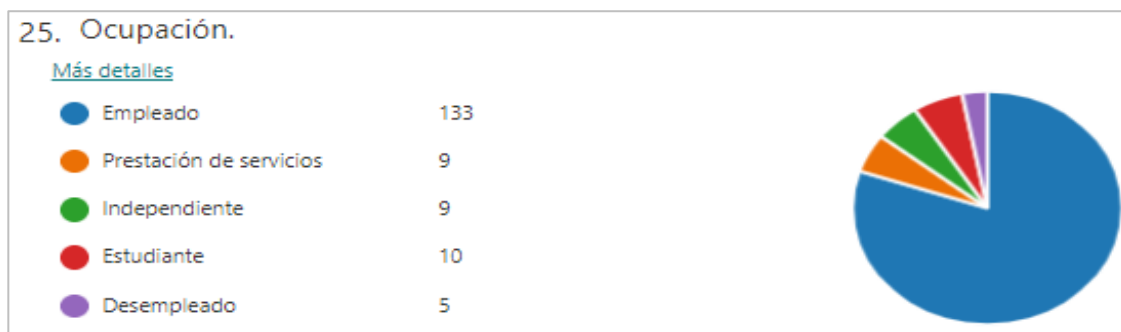 25. Ocupación.
Más detalles
Empleado 133
Prestación de servicios 9
Independiente 9
Estudiante 10
Desempleado 5